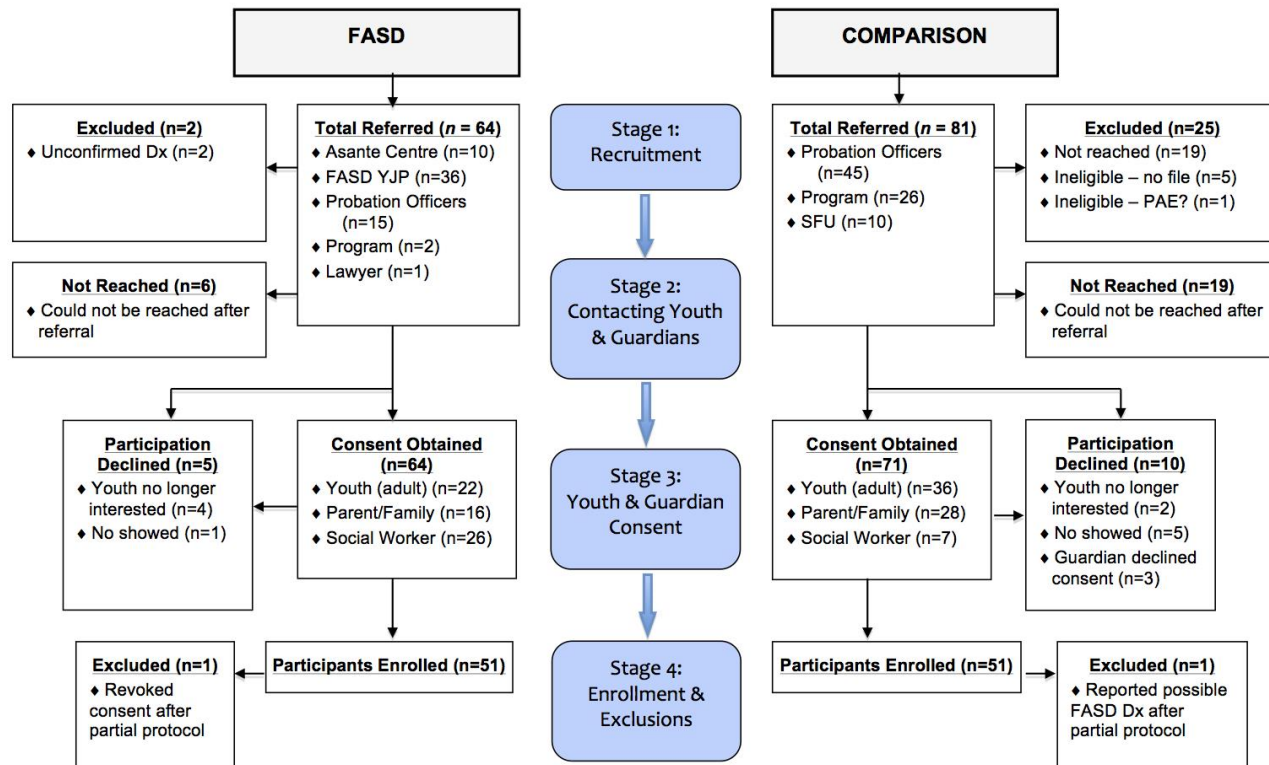 FASD
COMPARISON
Excluded (n=2)
♦ Unconfirmed Dx (n=2)
Total Referred (n = 64)
♦ Asante Centre (n=10)
♦ FASD YJP (n=36)
♦ Probation Officers
(n=15)
♦ Program (n=2)
♦ Lawyer (n=1)
Stage 1:
Recruitment
Total Referred (n = 81)
♦ Probation Officers
(n=45)
♦ Program (n=26)
♦ SFU (n=10)
Excluded (n=25)
♦ Not reached (n=19)
♦ Ineligible – no file (n=5)
♦ Ineligible – PAE? (n=1)
Not Reached (n=6)
♦ Could not be reached after
referral
Stage 2:
Contacting Youth
& Guardians
Not Reached (n=19)
♦ Could not be reached after
referral
Participation
Declined (n=5)
♦ Youth no longer
interested (n=4)
♦ No showed (n=1)
Consent Obtained
(n=64)
♦ Youth (adult) (n=22)
♦ Parent/Family (n=16)
♦ Social Worker (n=26)
Stage 3:
Youth & Guardian
Consent
Consent Obtained
(n=71)
♦ Youth (adult) (n=36)
♦ Parent/Family (n=28)
♦ Social Worker (n=7)
Participation
Declined (n=10)
♦ Youth no longer
interested (n=2)
♦ No showed (n=5)
♦ Guardian declined
consent (n=3)
Excluded (n=1)
♦ Revoked
consent after
partial protocol
Participants Enrolled (n=51)
Stage 4:
Enrollment &
Exclusions
Participants Enrolled (n=51)
Excluded (n=1)
♦ Reported possible
FASD Dx after
partial protocol